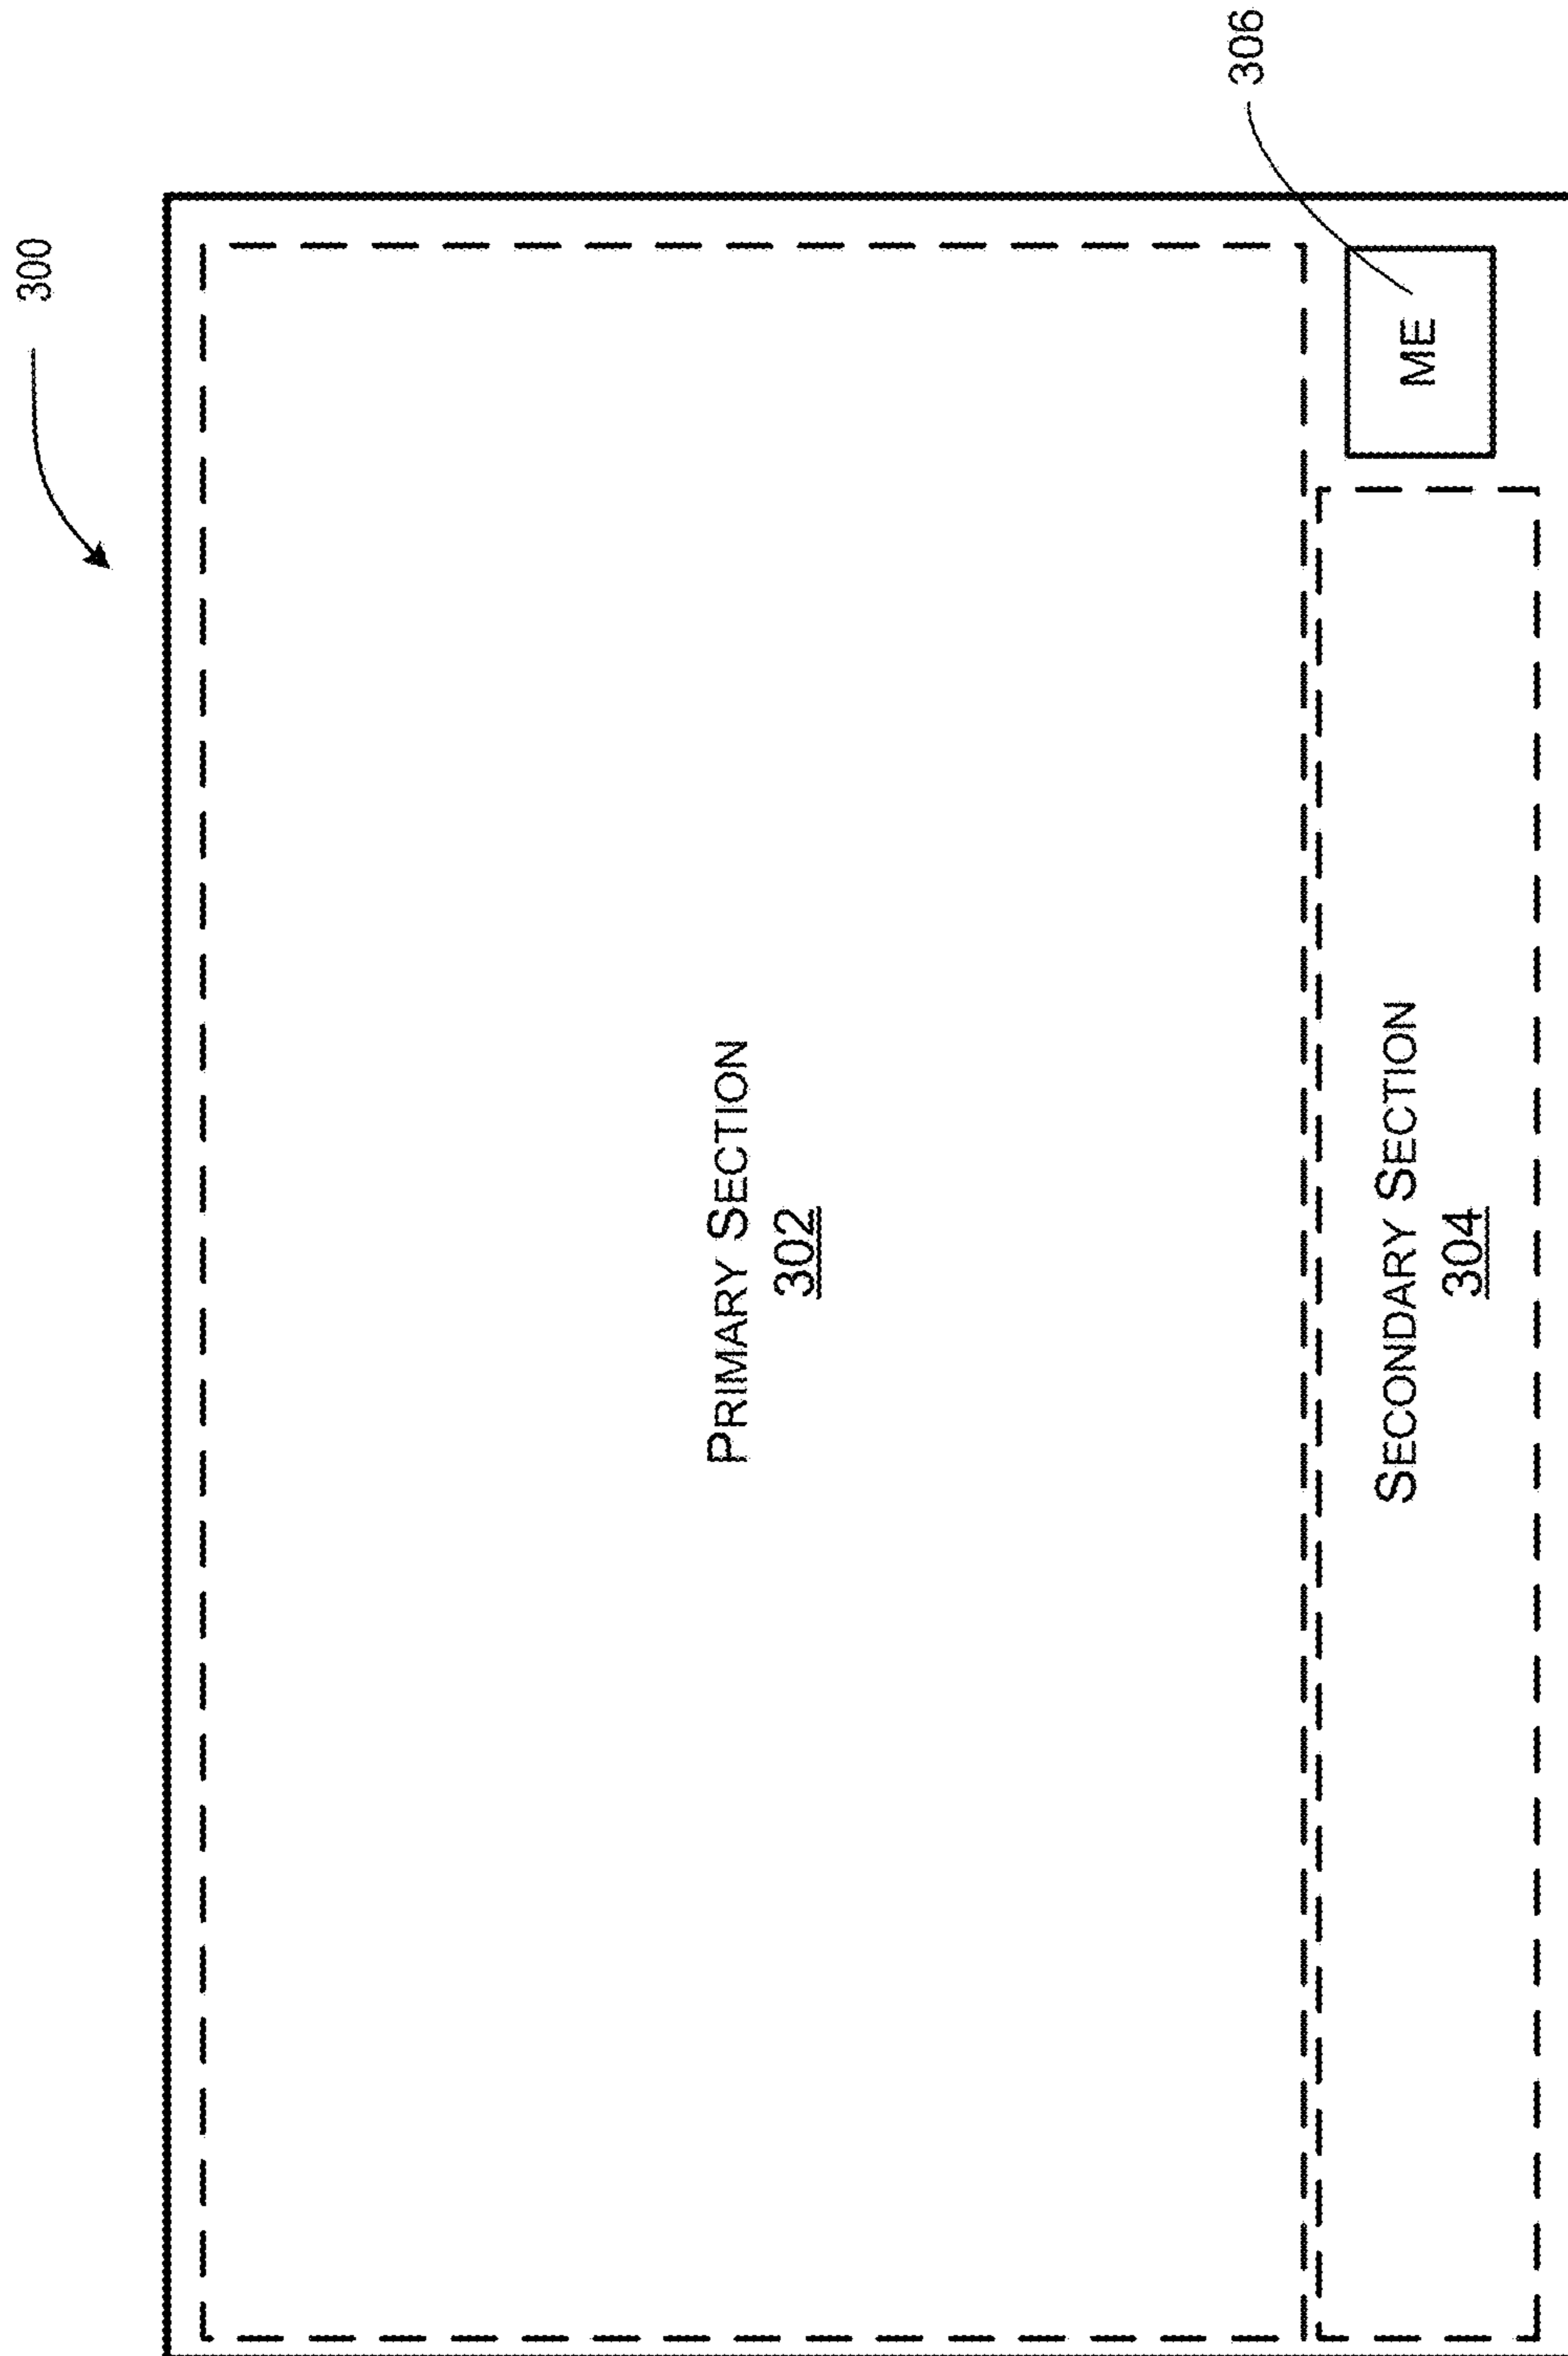 300
PRIMARY SECTION
302
SECONDARY SECTION
304
ME
306